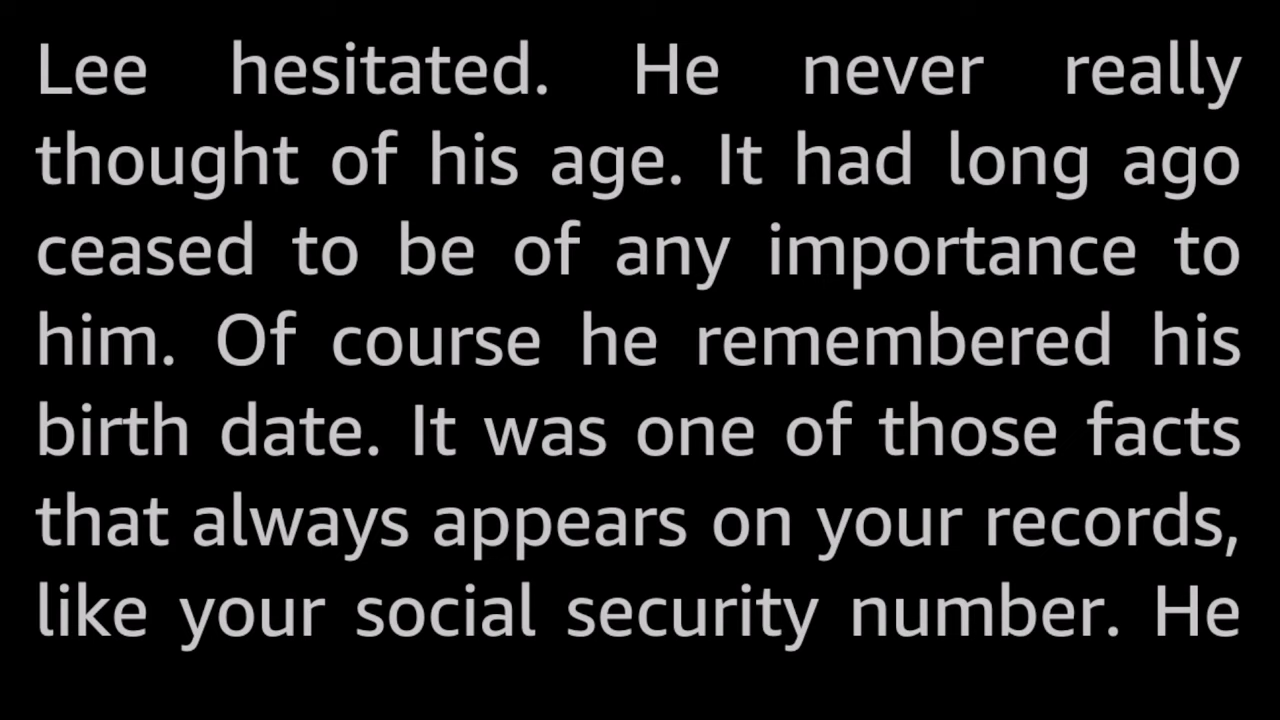 Lee hesitated. He never really
thought of his age. It had long ago
ceased to be of any importance to
him. Of course he remembered his
birth date. It was one of those facts
that always appears on your records,
like your social security number. He